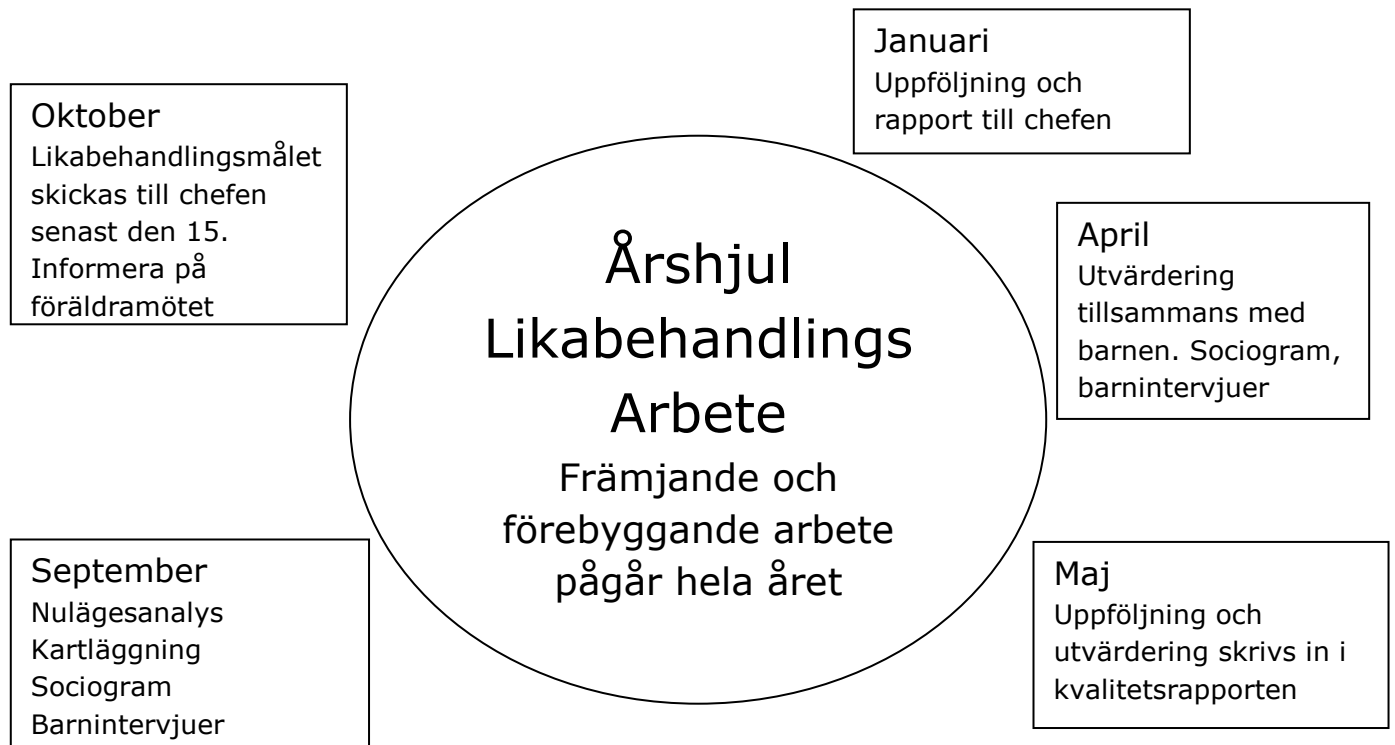 Januari
Uppföljning och
rapport till chefen
Oktober
Likabehandlingsmålet
skickas till chefen
senast den 15.
Informera på
föräldramötet
Årshjul
Likabehandlings
Arbete
Främjande och
förebyggande arbete
pågår hela året
April
Utvärdering
tillsammans med
barnen. Sociogram,
barnintervjuer
September
Nulägesanalys
Kartläggning
Sociogram
Barnintervjuer
Maj
Uppföljning och
utvärdering skrivs in i
kvalitetsrapporten